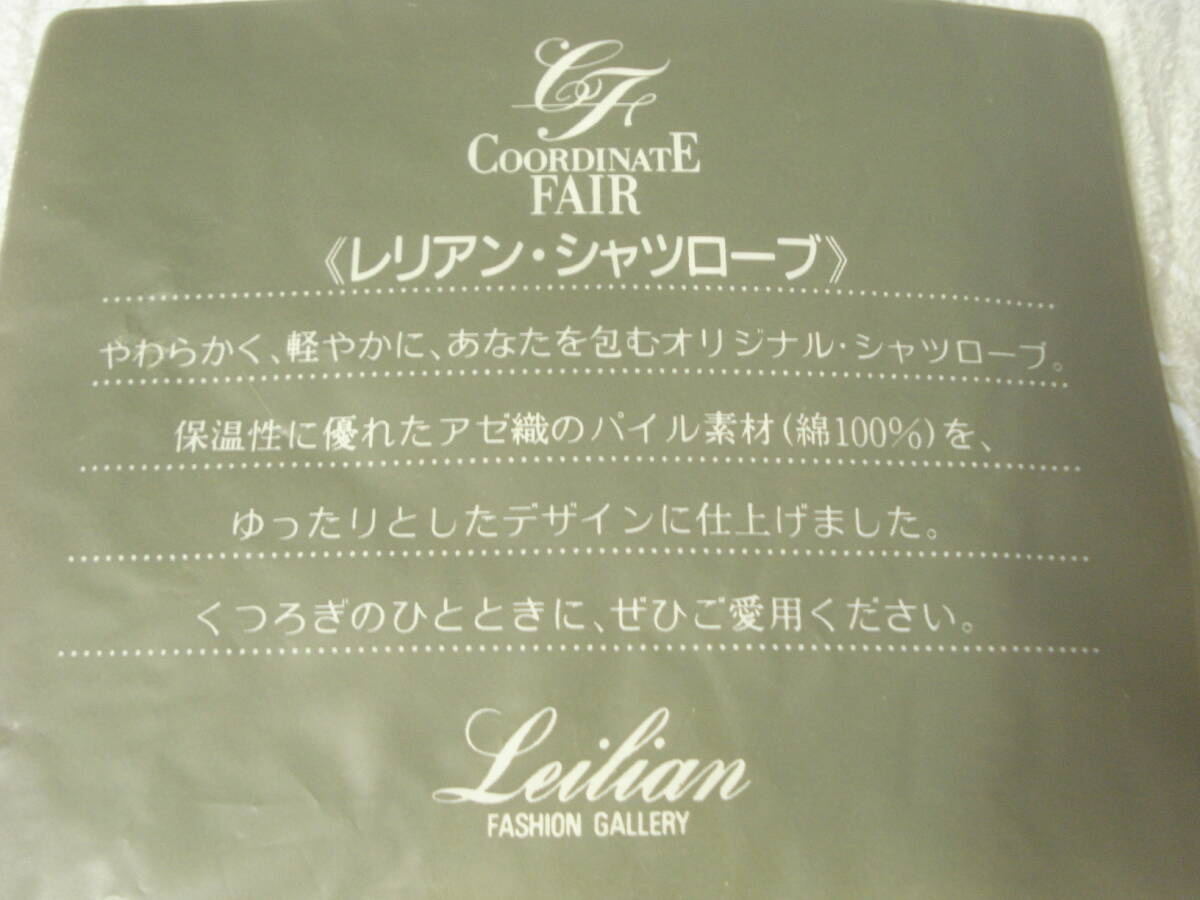 CF
COORDINATE
FAIR
《レリアン・シャツローブ》
やわらかく、軽やかに、あなたを包むオリジナル・シャツローブ。
保温性に優れたアゼ織のパイル素材(綿100%)を、
ゆったりとしたデザインに仕上げました。
くつろぎのひとときに、ぜひご愛用ください。
Leilian
FASHION GALLERY